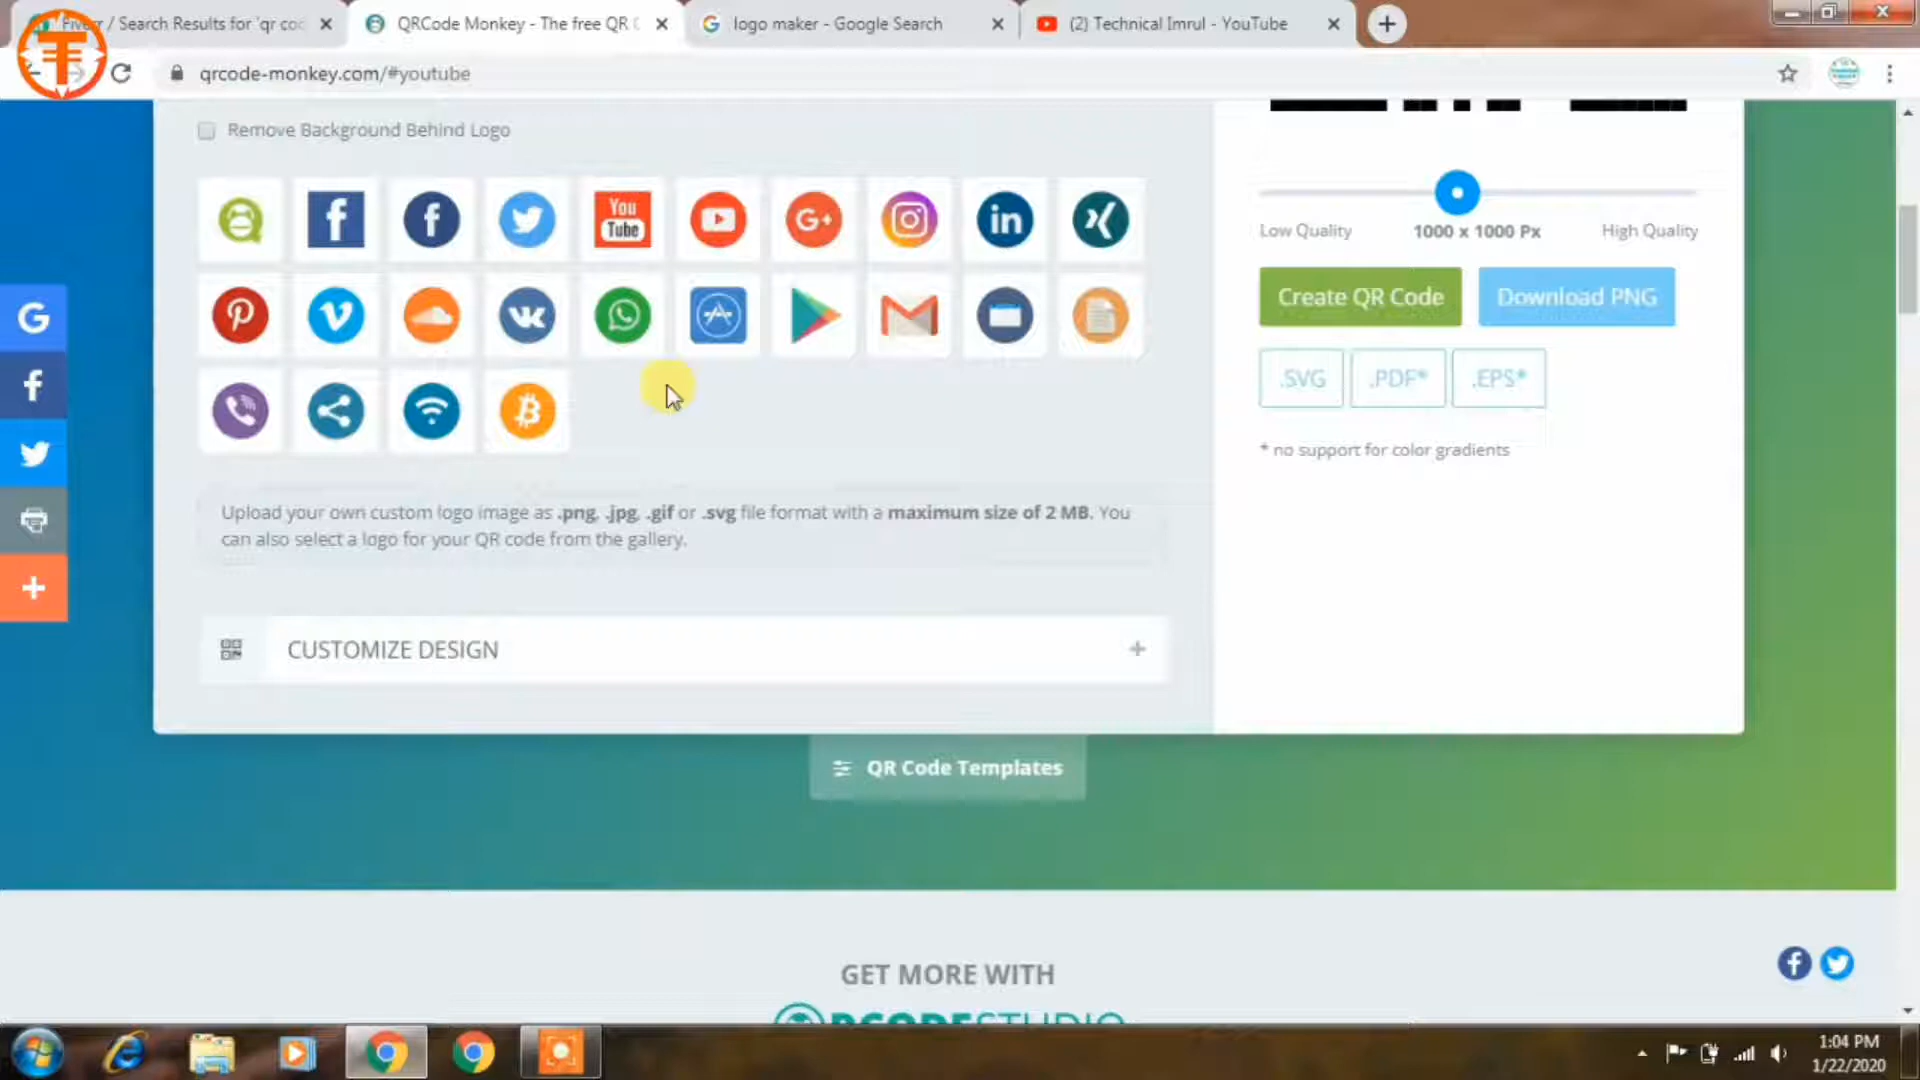 Fiverr / Search Results for 'qr co
QRCode Monkey - The free QR C
logo maker - Google Search
(2) Technical Imrul - YouTube
qrcode-monkey.com/#youtube
Remove Background Behind Logo
You
Tube
G+
in
Low Quality
1000 x 1000 Px
High Quality
Create QR Code
Download PNG
.SVG
.PDF*
.EPS*
* no support for color gradients
Upload your own custom logo image as .png, .jpg, .gif or .svg file format with a maximum size of 2 MB. You
can also select a logo for your QR code from the gallery.
CUSTOMIZE DESIGN
QR Code Templates
GET MORE WITH
QRCODESTUDIO
1:04 PM
1/22/2020